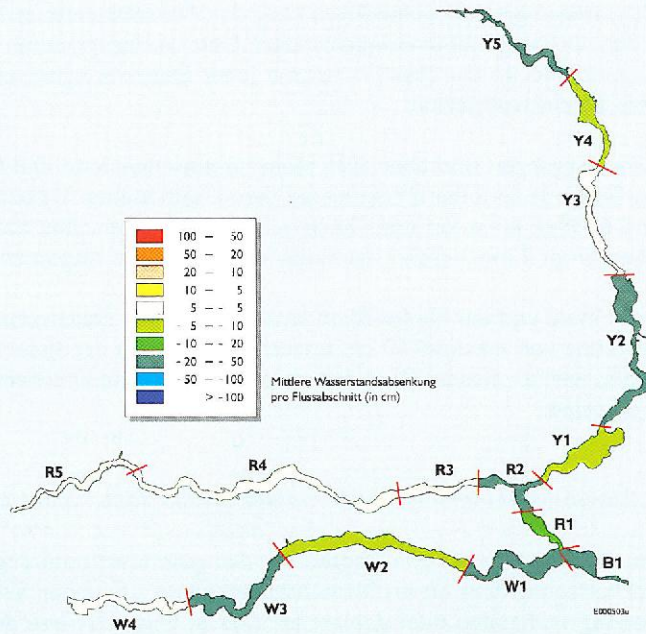 Y5
Y4
Y3
100 – 50
50 – 20
20 – 10
10 – 5
5 – -5
-5 – -10
-10 – -20
-20 – -50
-50 – -100
> -100
Mittlere Wasserstandsabsenkung
pro Flussabschnitt (in cm)
Y2
Y1
R5
R4
R3
R2
R1
B1
W1
W2
W3
W4
E000503u